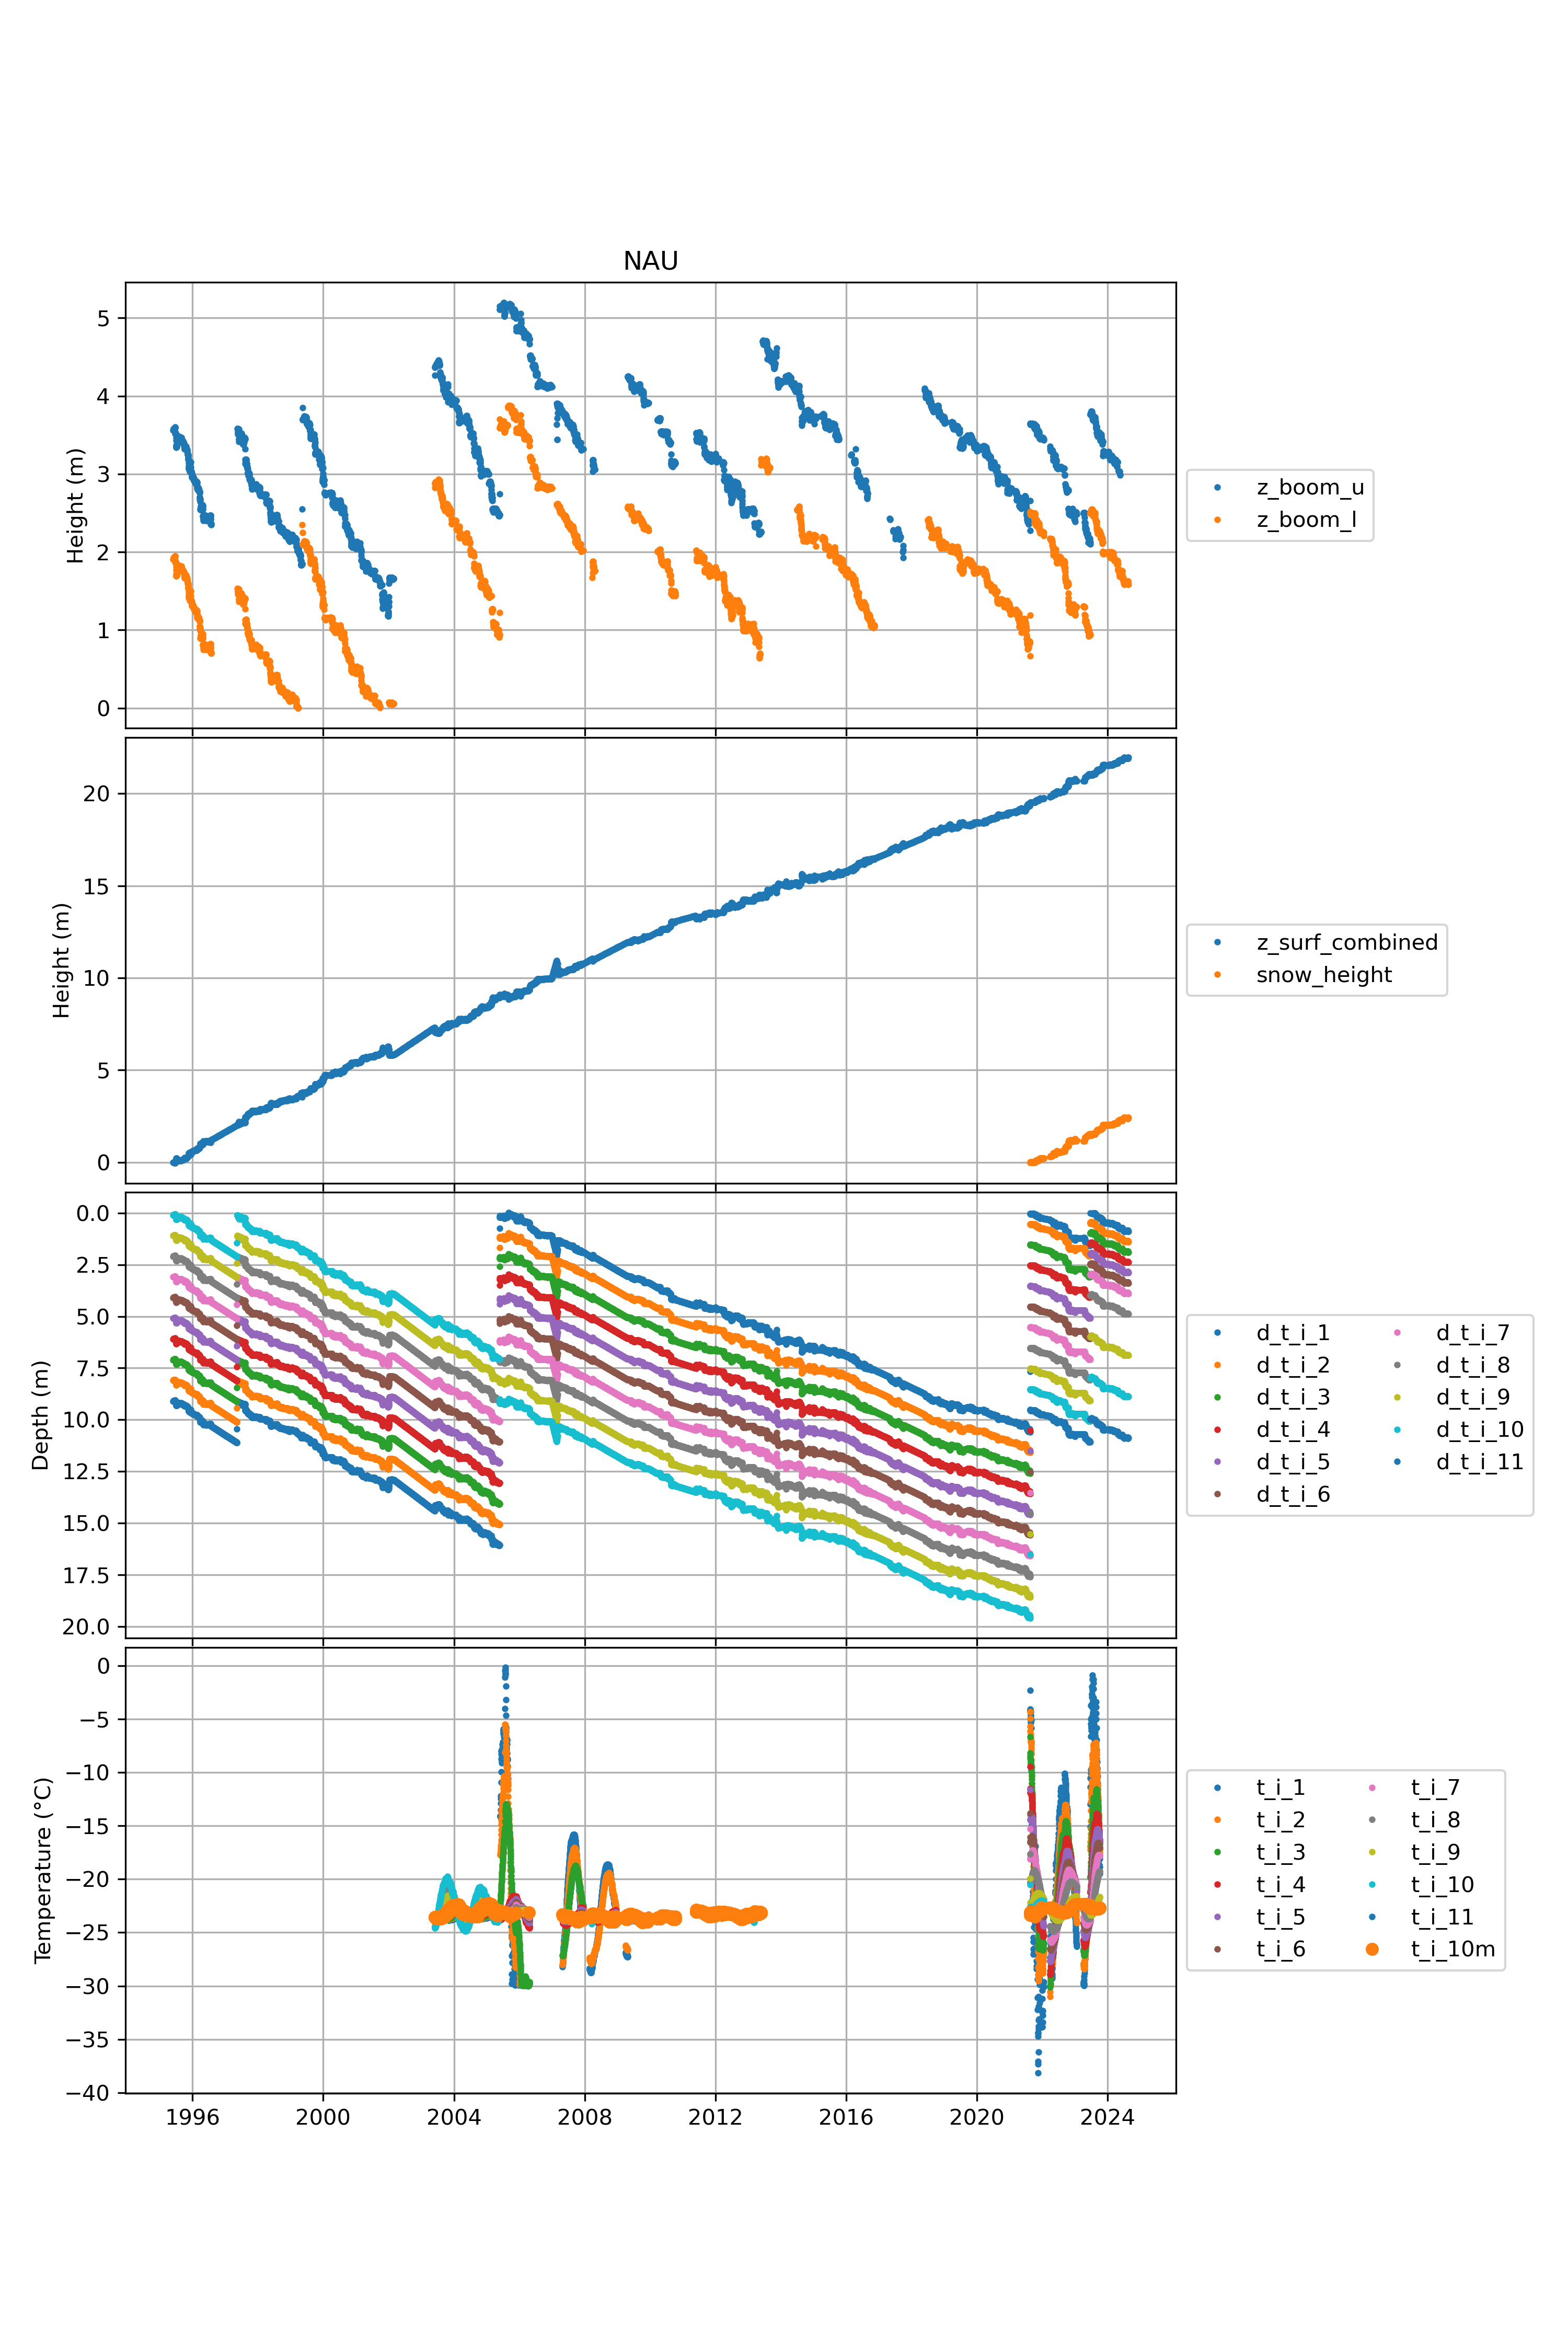 NAU
Height (m)
5
4
3
2
1
0
z_boom_u
z_boom_l
Height (m)
20
15
10
5
0
z_surf_combined
snow_height
Depth (m)
0.0
2.5
5.0
7.5
10.0
12.5
15.0
17.5
20.0
d_t_i_1
d_t_i_2
d_t_i_3
d_t_i_4
d_t_i_5
d_t_i_6
d_t_i_7
d_t_i_8
d_t_i_9
d_t_i_10
d_t_i_11
Temperature (°C)
0
−5
−10
−15
−20
−25
−30
−35
−40
t_i_1
t_i_2
t_i_3
t_i_4
t_i_5
t_i_6
t_i_7
t_i_8
t_i_9
t_i_10
t_i_11
t_i_10m
1996 2000 2004 2008 2012 2016 2020 2024